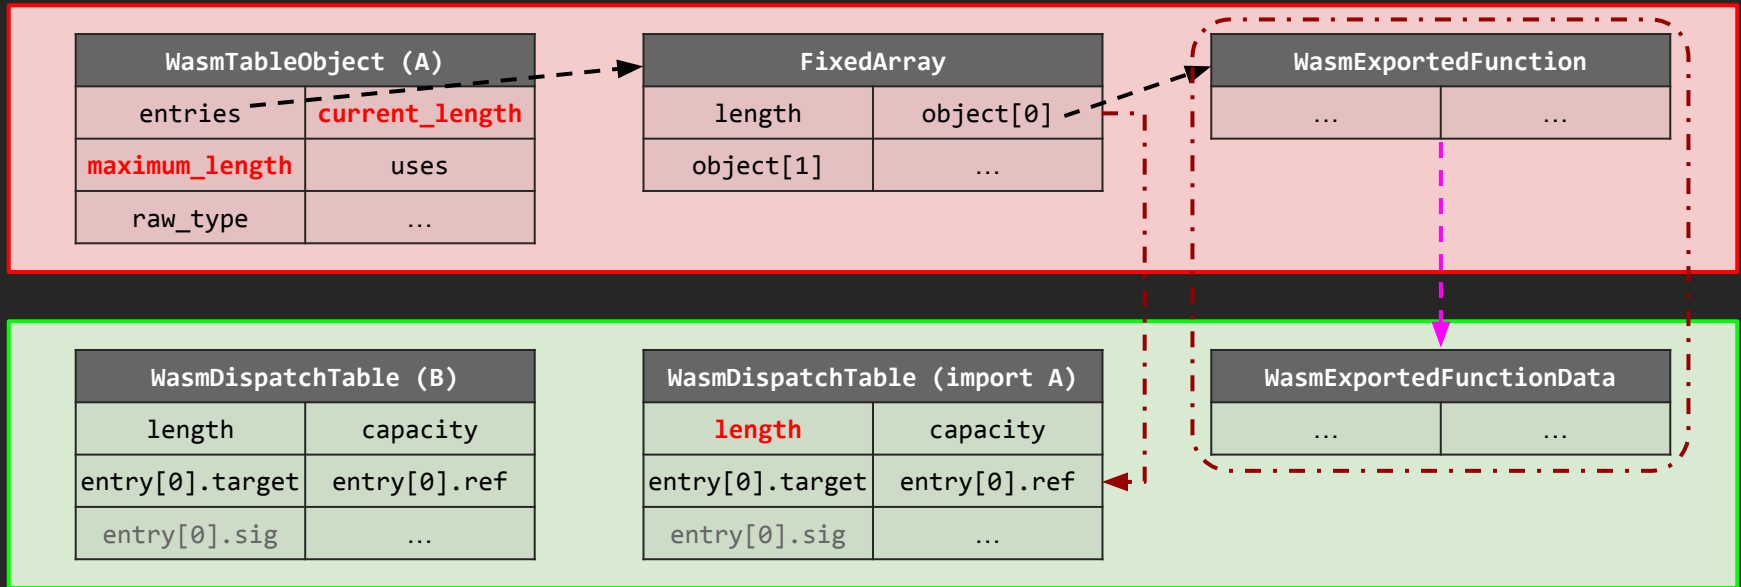 WasmTableObject (A)
entries current_length
maximum_length uses
raw_type …
FixedArray
length object[0]
object[1] …
WasmExportedFunction
… …
WasmDispatchTable (B)
length capacity
entry[0].target entry[0].ref
entry[0].sig …
WasmDispatchTable (import A)
length capacity
entry[0].target entry[0].ref
entry[0].sig …
WasmExportedFunctionData
… …